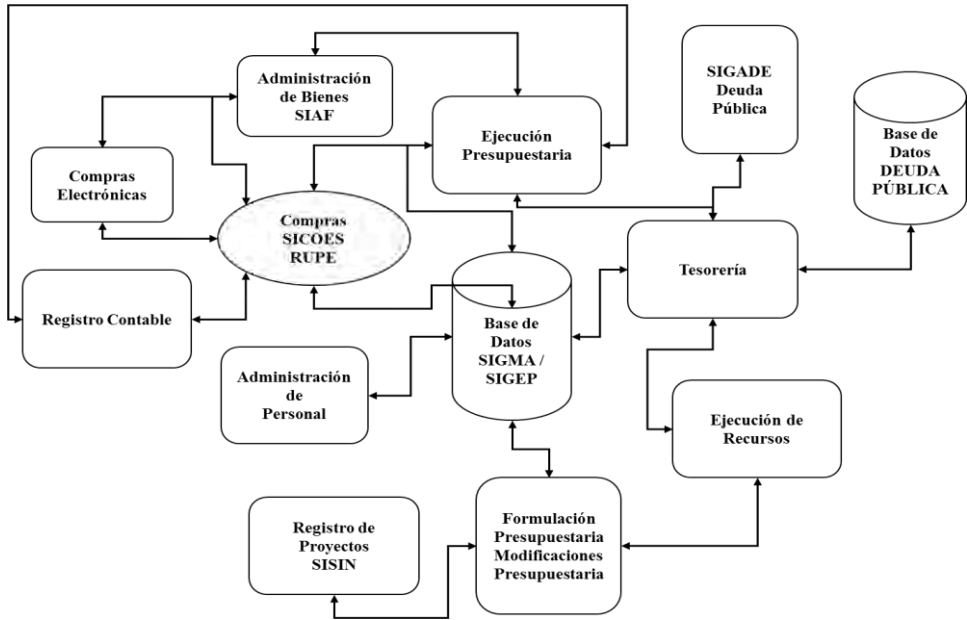 Administración
de Bienes
SIAF
SIGADE
Deuda
Pública
Base de
Datos
DEUDA
PÚBLICA
Ejecución
Presupuestaria
Compras
Electrónicas
Compras
SICOES
RUPE
Tesorería
Registro Contable
Base de
Datos
SIGMA /
SIGEP
Administración
de
Personal
Ejecución de
Recursos
Registro de
Proyectos
SISIN
Formulación
Presupuestaria
Modificaciones
Presupuestaria